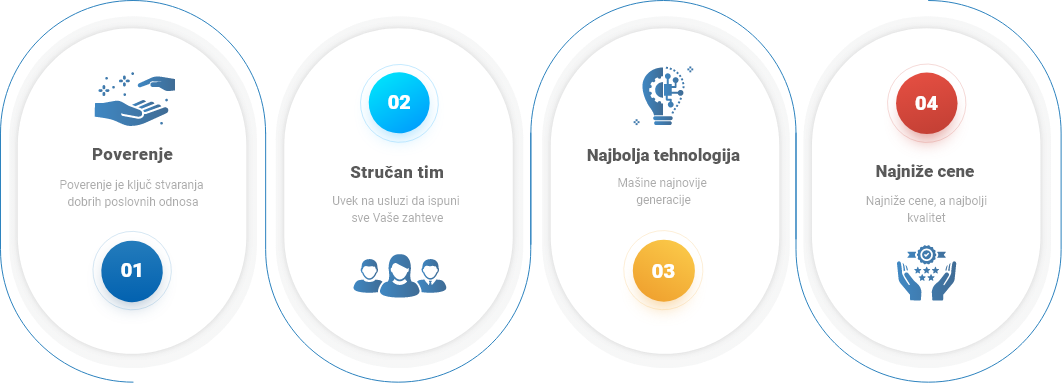 Poverenje
Poverenje je ključ stvaranja
dobrih poslovnih odnosa
01
02
Stručan tim
Uvek na usluzi da ispuni
sve Vaše zahteve
Najbolja tehnologija
Mašine najnovije
generacije
03
04
Najniže cene
Najniže cene, a najbolji
kvalitet